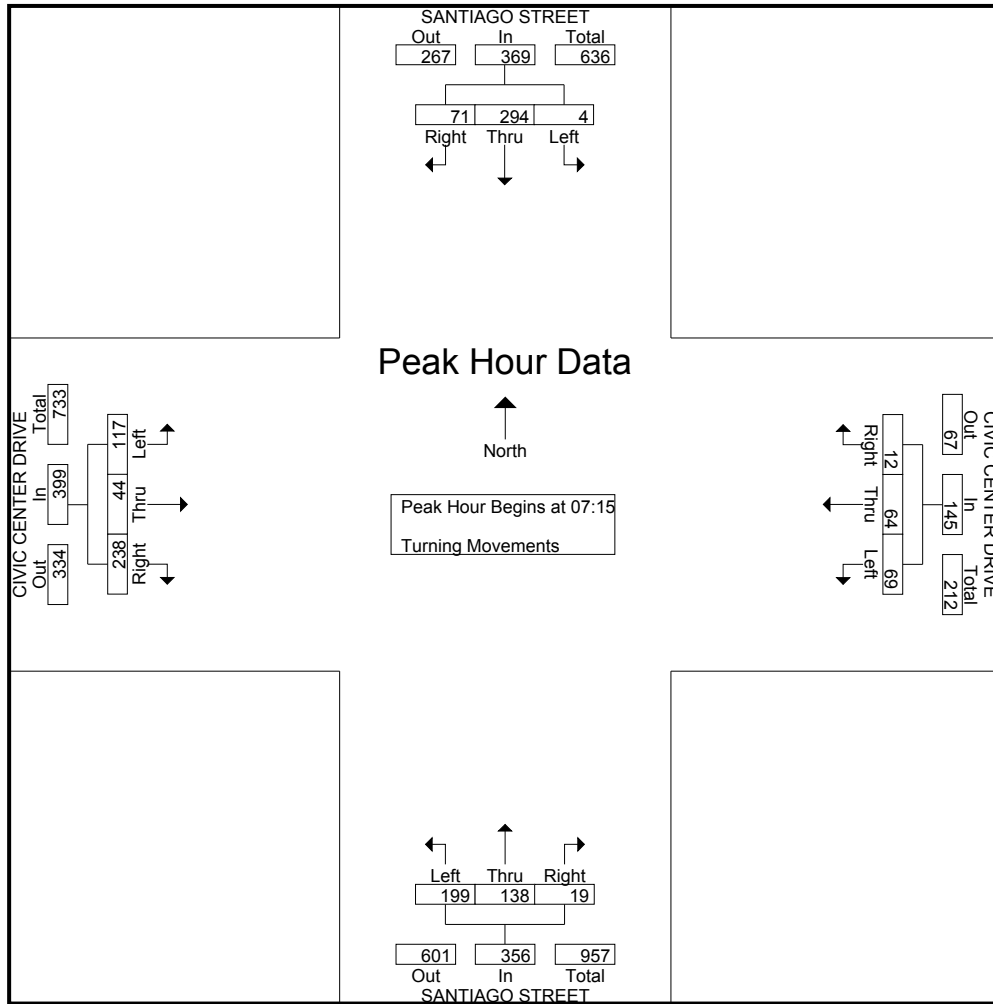 SANTIAGO STREET
Out In Total
267 369 636
71 294 4
Right Thru Left
Peak Hour Data
North
Peak Hour Begins at 07:15
Turning Movements
CIVIC CENTER DRIVE
Out In Total
334 399 733
238 44 117
Right Thru Left
CIVIC CENTER DRIVE
Out In Total
67 145 212
12 64 69
Right Thru Left
Left Thru Right
199 138 19
601 356 957
Out In Total
SANTIAGO STREET